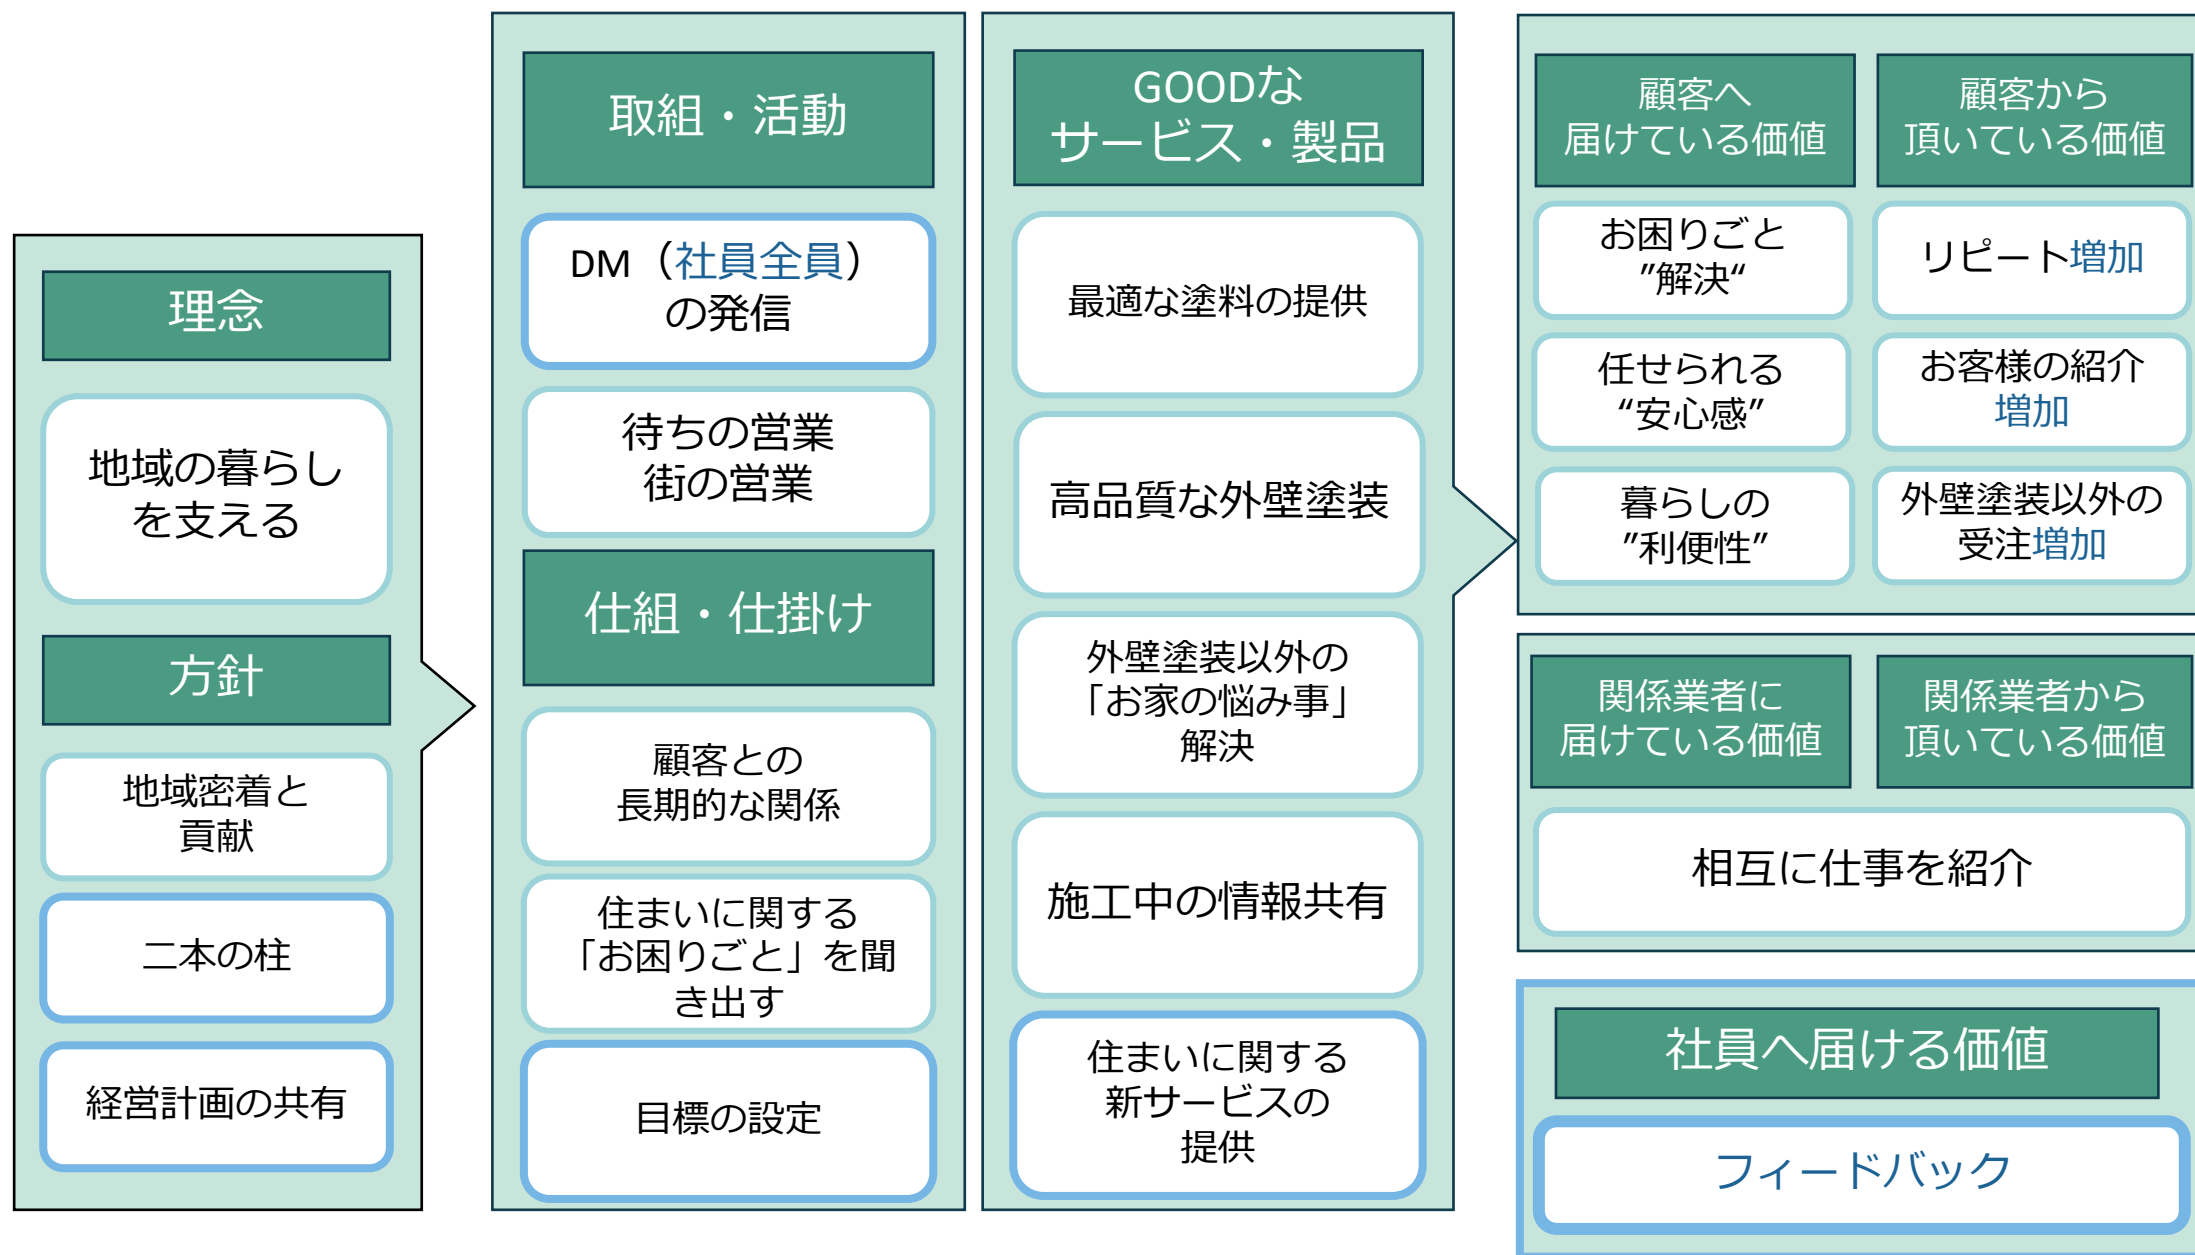 理念
地域の暮らし
を支える
方針
地域密着と
貢献
二本の柱
経営計画の共有
取組・活動
DM（社員全員）
の発信
待ちの営業
街の営業
仕組・仕掛け
顧客との
長期的な関係
住まいに関する
「お困りごと」を聞
き出す
目標の設定
GOODな
サービス・製品
最適な塗料の提供
高品質な外壁塗装
外壁塗装以外の
「お家の悩み事」
解決
施工中の情報共有
住まいに関する
新サービスの
提供
顧客へ
届けている価値
お困りごと
”解決“
任せられる
“安心感”
暮らしの
”利便性”
顧客から
頂いている価値
リピート増加
お客様の紹介
増加
外壁塗装以外の
受注増加
関係業者に
届けている価値
関係業者から
頂いている価値
相互に仕事を紹介
社員へ届ける価値
フィードバック